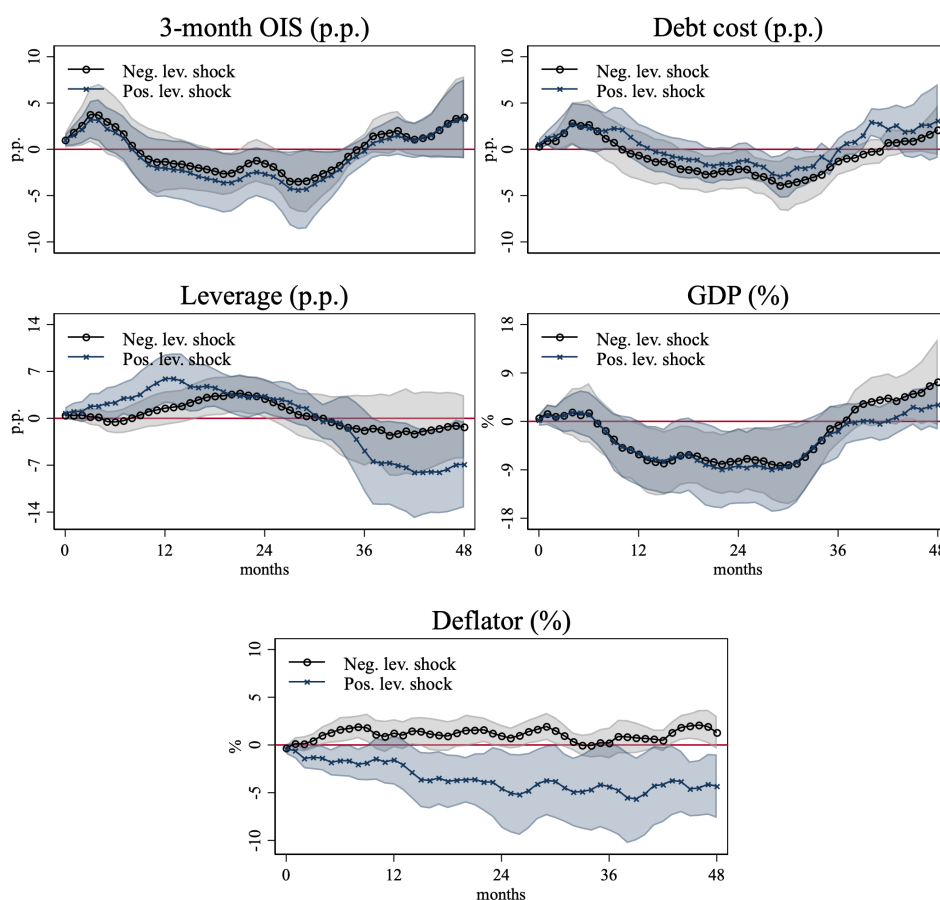 3-month OIS (p.p.)
Debt cost (p.p.)
10
5
0
-5
-10
p.p.
Neg. lev. shock
Pos. lev. shock
10
5
0
-5
-10
p.p.
Neg. lev. shock
Pos. lev. shock
Leverage (p.p.)
GDP (%)
14
7
0
-7
-14
p.p.
Neg. lev. shock
Pos. lev. shock
0 12 24 36 48
months
18
9
0
-9
-18
%
Neg. lev. shock
Pos. lev. shock
0 12 24 36 48
months
Deflator (%)
10
5
0
-5
-10
%
Neg. lev. shock
Pos. lev. shock
0 12 24 36 48
months